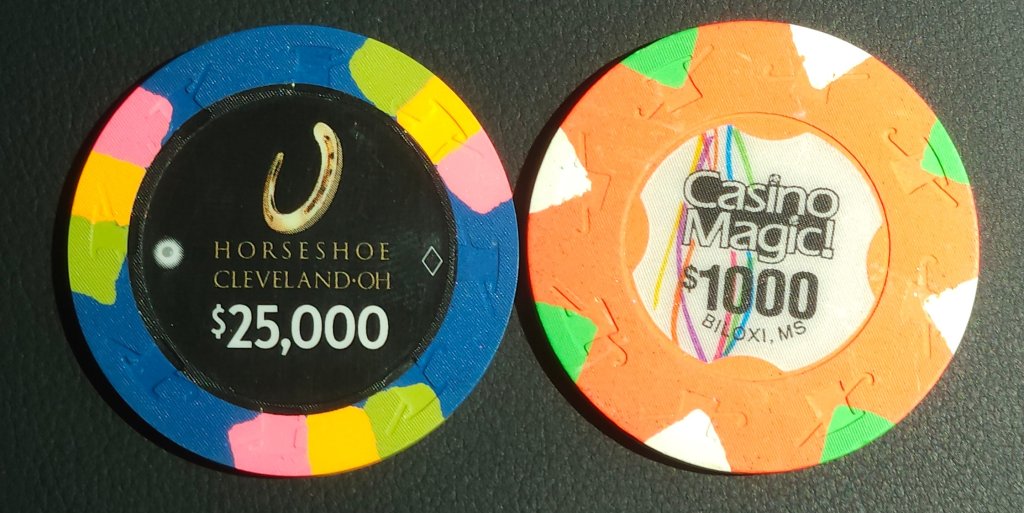 HORSESHOE
CLEVELAND·OH
$25,000
Casino
Magic!
$1000
BILOXI, MS